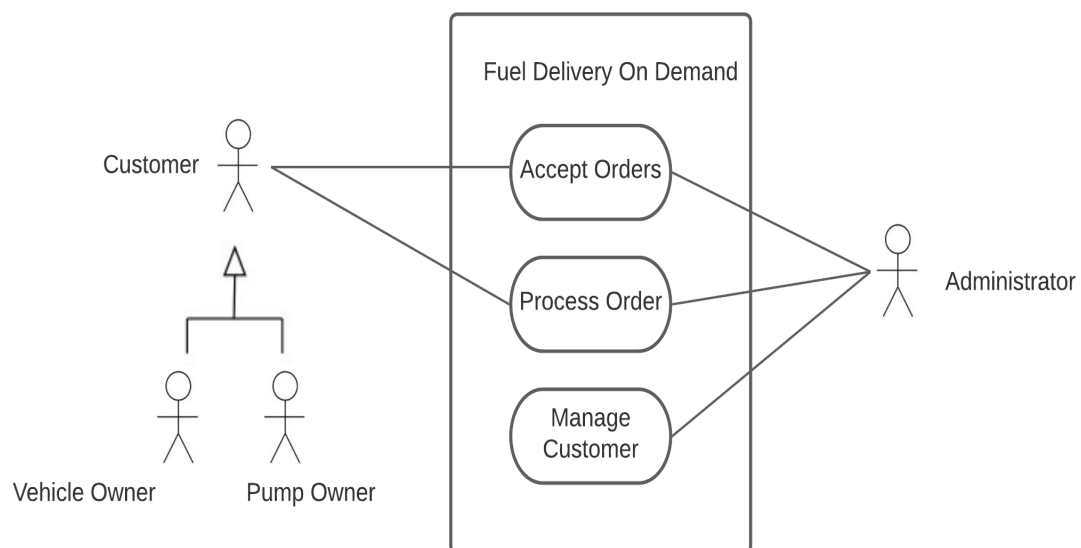 Fuel Delivery On Demand
Customer
Accept Orders
Process Order
Administrator
Manage
Customer
Vehicle Owner
Pump Owner